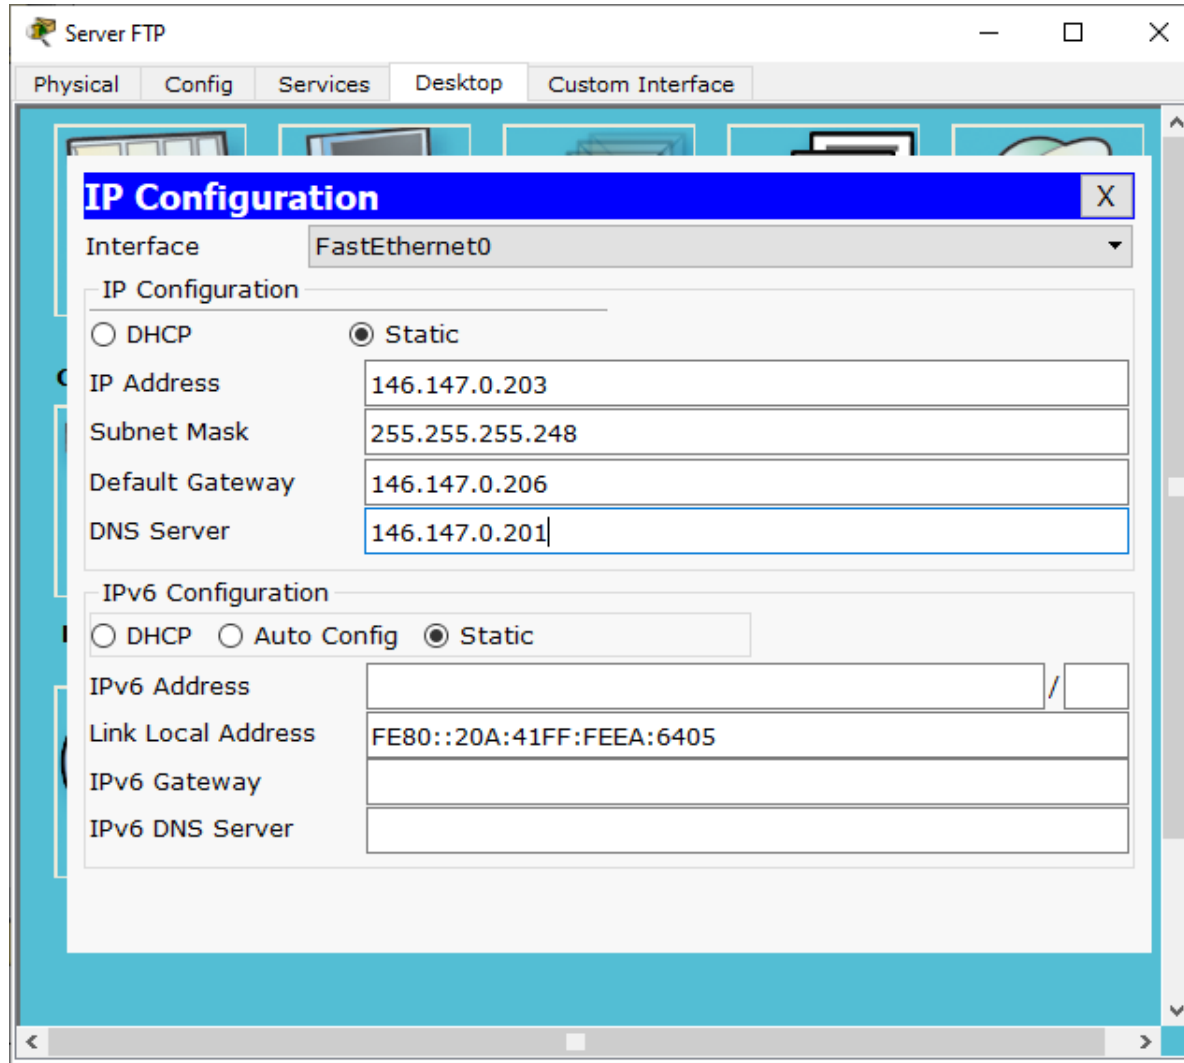 Server FTP
Physical Config Services Desktop Custom Interface
IP Configuration X
Interface FastEthernet0
IP Configuration
DHCP Static
IP Address 146.147.0.203
Subnet Mask 255.255.255.248
Default Gateway 146.147.0.206
DNS Server 146.147.0.201
IPv6 Configuration
DHCP Auto Config Static
IPv6 Address /
Link Local Address FE80::20A:41FF:FEEA:6405
IPv6 Gateway
IPv6 DNS Server